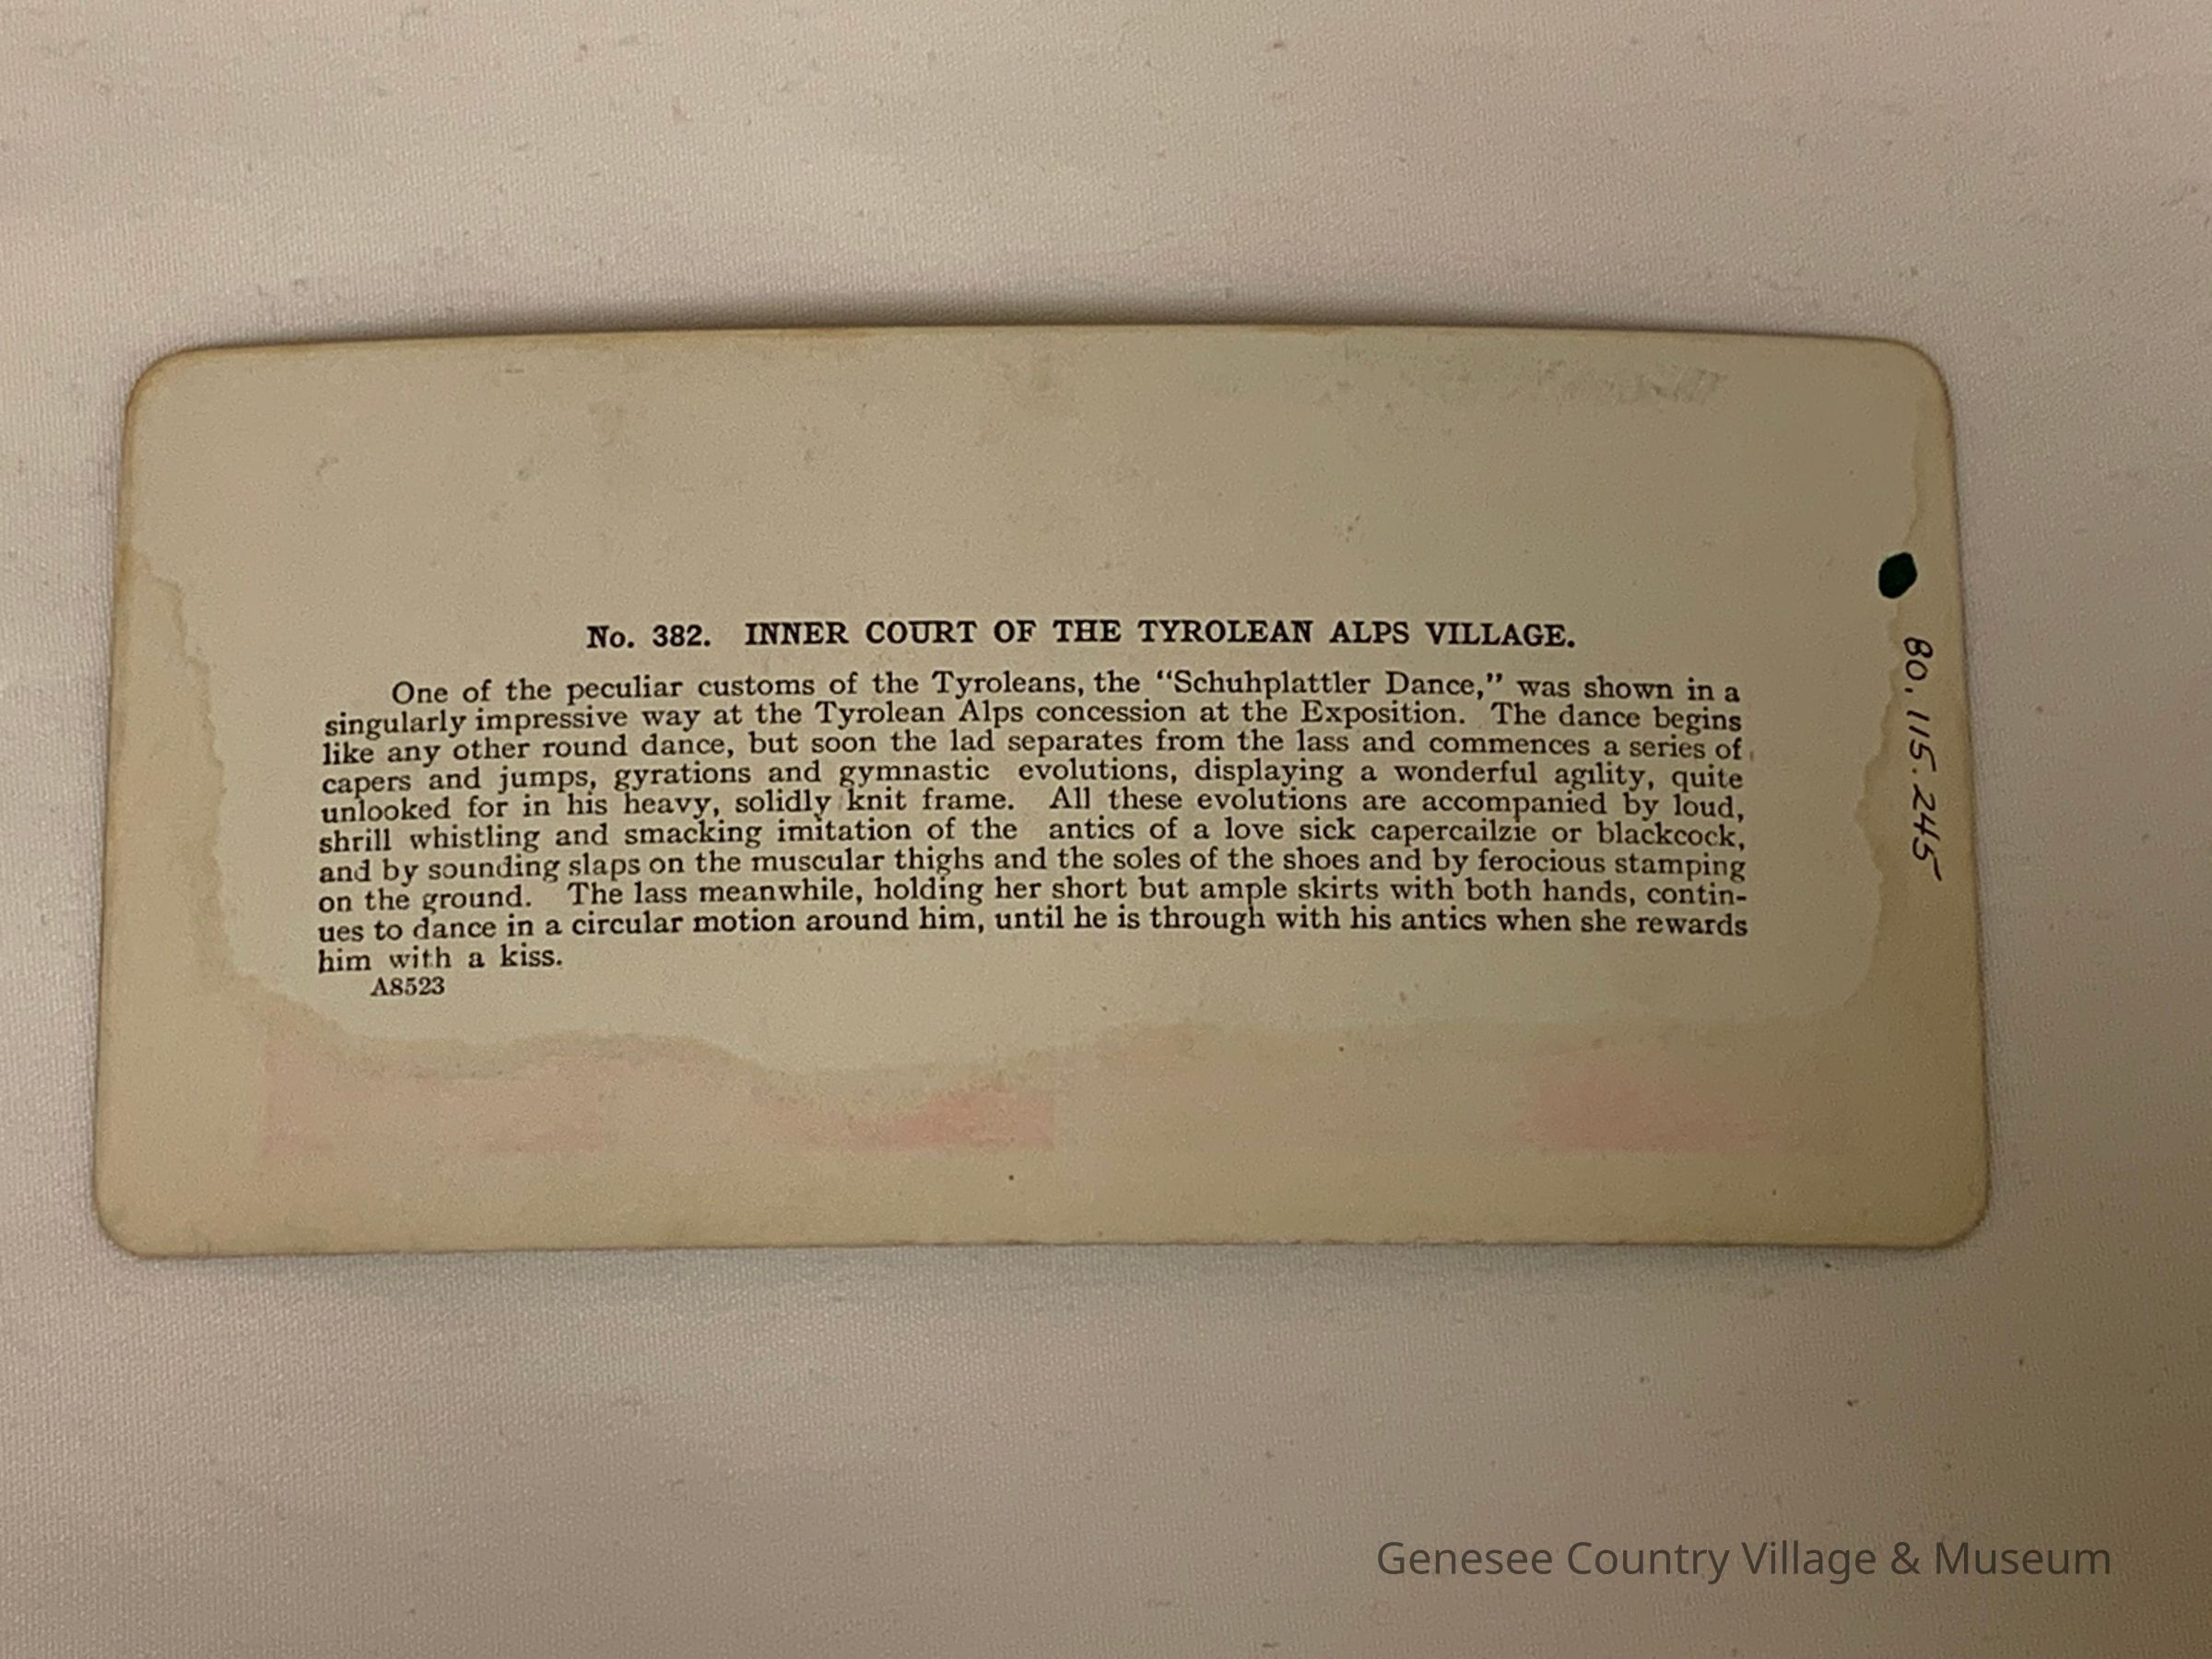 No. 382. INNER COURT OF THE TYROLEAN ALPS VILLAGE.
One of the peculiar customs of the Tyroleans, the "Schuhplattler Dance," was shown in a
singularly impressive way at the Tyrolean Alps concession at the Exposition. The dance begins
like any other round dance, but soon the lad separates from the lass and commences a series of
capers and jumps, gyrations and gymnastic evolutions, displaying a wonderful agility, quite
unlooked for in his heavy, solidly knit frame. All these evolutions are accompanied by loud,
shrill whistling and smacking imitation of the antics of a love sick capercailzie or blackcock,
and by sounding slaps on the muscular thighs and the soles of the shoes and by ferocious stamping
on the ground. The lass meanwhile, holding her short but ample skirts with both hands, contin-
ues to dance in a circular motion around him, until he is through with his antics when she rewards
him with a kiss.
A8523
80.115.245
Genesee Country Village & Museum